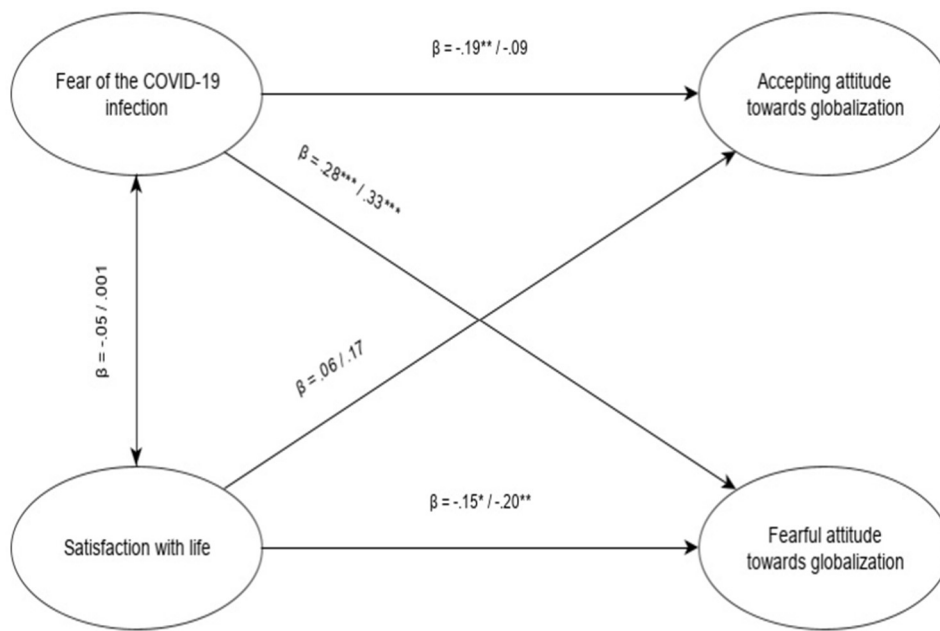 Fear of the COVID-19
infection
β = -.19** / -.09
Accepting attitude
towards globalization
β = .28*** / .33***
β = -.05 / .001
β = .06 / .17
Satisfaction with life
β = -.15* / -.20**
Fearful attitude
towards globalization